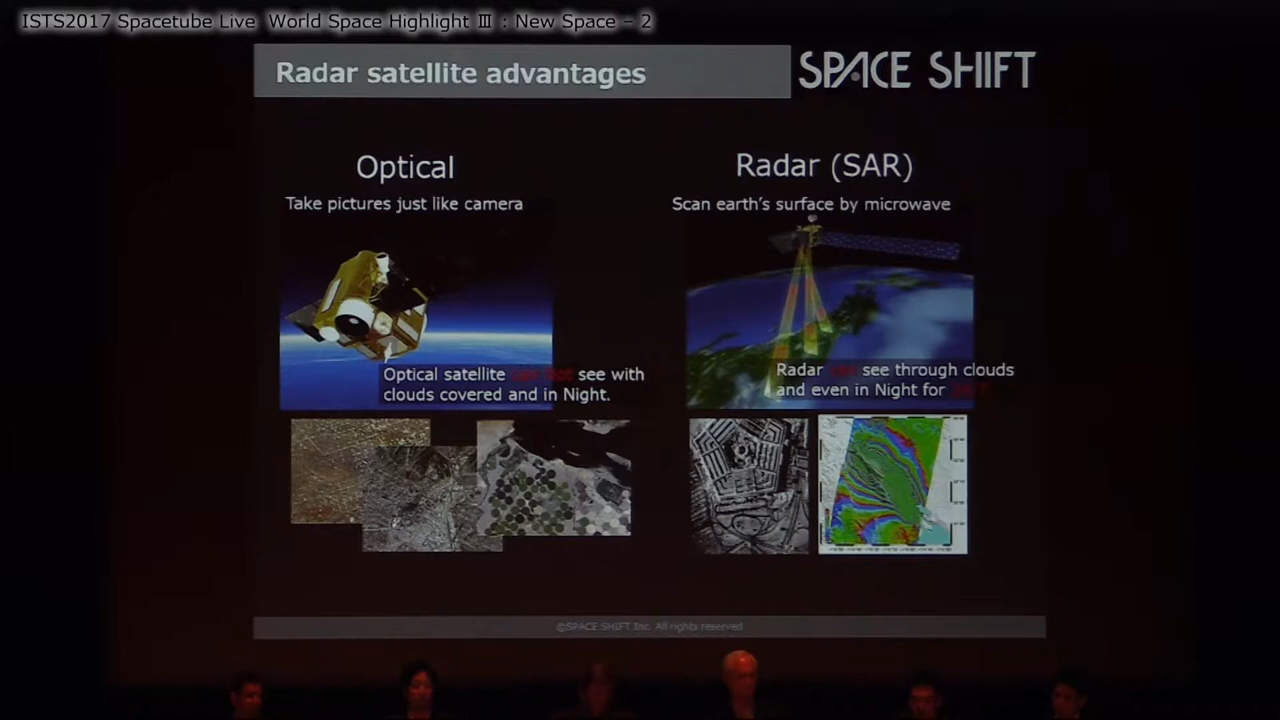 ISTS2017 Spacetube Live World Space Highlight Ⅲ : New Space – 2
Radar satellite advantages
SPACE SHIFT
Optical
Take pictures just like camera
Optical satellite can not see with
clouds covered and in Night.
Radar (SAR)
Scan earth's surface by microwave
Radar can see through clouds
and even in Night for 24/7
©SPACE SHIFT Inc. All rights reserved